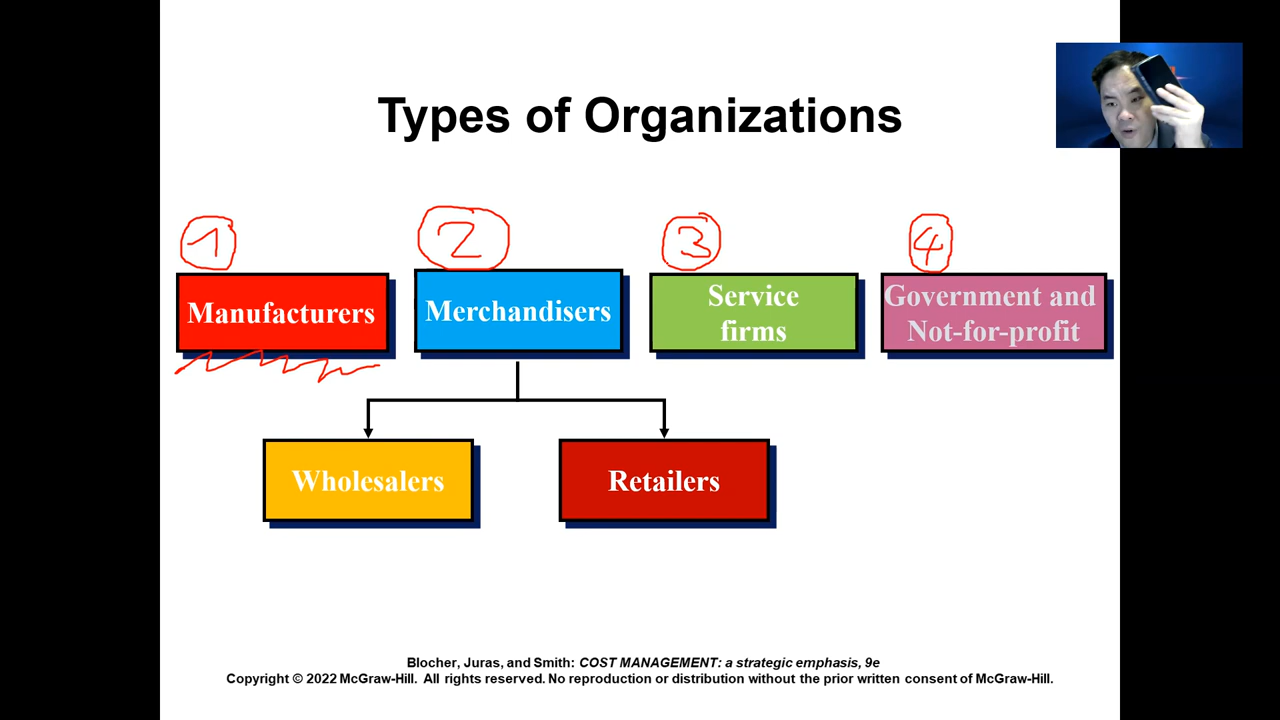 Types of Organizations
1 2 3 4
Manufacturers Merchandisers Service firms Government and Not-for-profit
Wholesalers Retailers
Blocher, Juras, and Smith: COST MANAGEMENT: a strategic emphasis, 9e
Copyright © 2022 McGraw-Hill. All rights reserved. No reproduction or distribution without the prior written consent of McGraw-Hill.